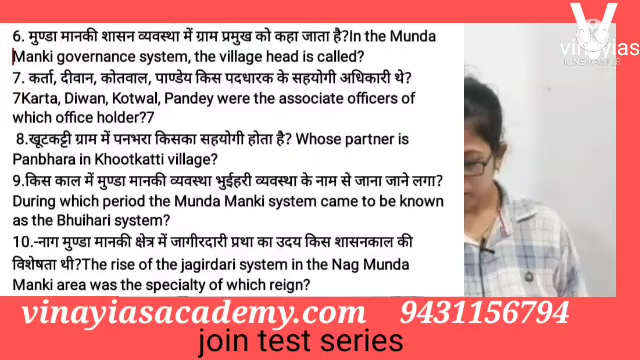 6. मुण्डा मानकी शासन व्यवस्था में ग्राम प्रमुख को कहा जाता है?In the Munda
Manki governance system, the village head is called?
7. कर्ता, दीवान, कोतवाल, पाण्डेय किस पदधारक के सहयोगी अधिकारी थे?
7Karta, Diwan, Kotwal, Pandey were the associate officers of
which office holder?7
8.खूटकट्टी ग्राम में पनभरा किसका सहयोगी होता है? Whose partner is
Panbhara in Khootkatti village?
9.किस काल में मुण्डा मानकी व्यवस्था भुईहरी व्यवस्था के नाम से जाना जाने लगा?
During which period the Munda Manki system came to be known
as the Bhuihari system?
10.-नाग मुण्डा मानकी क्षेत्र में जागीरदारी प्रथा का उदय किस शासनकाल की
विशेषता थी?The rise of the jagirdari system in the Nag Munda
Manki area was the specialty of which reign?
V
vinayias
KINEMASTER
vinayiasacademy.com 9431156794
join test series